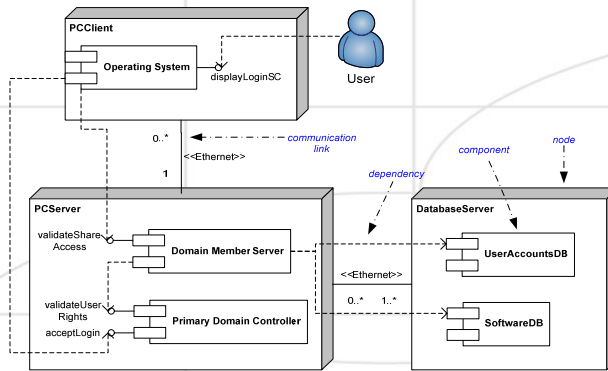 PCClient
Operating System
displayLoginSC
User
0..*
communication
link
<<Ethernet>>
1
dependency
component
node
PCServer
DatabaseServer
validateShare
Access
Domain Member Server
UserAccountsDB
<<Ethernet>>
0..* 1..*
validateUser
Rights
acceptLogin
Primary Domain Controller
SoftwareDB